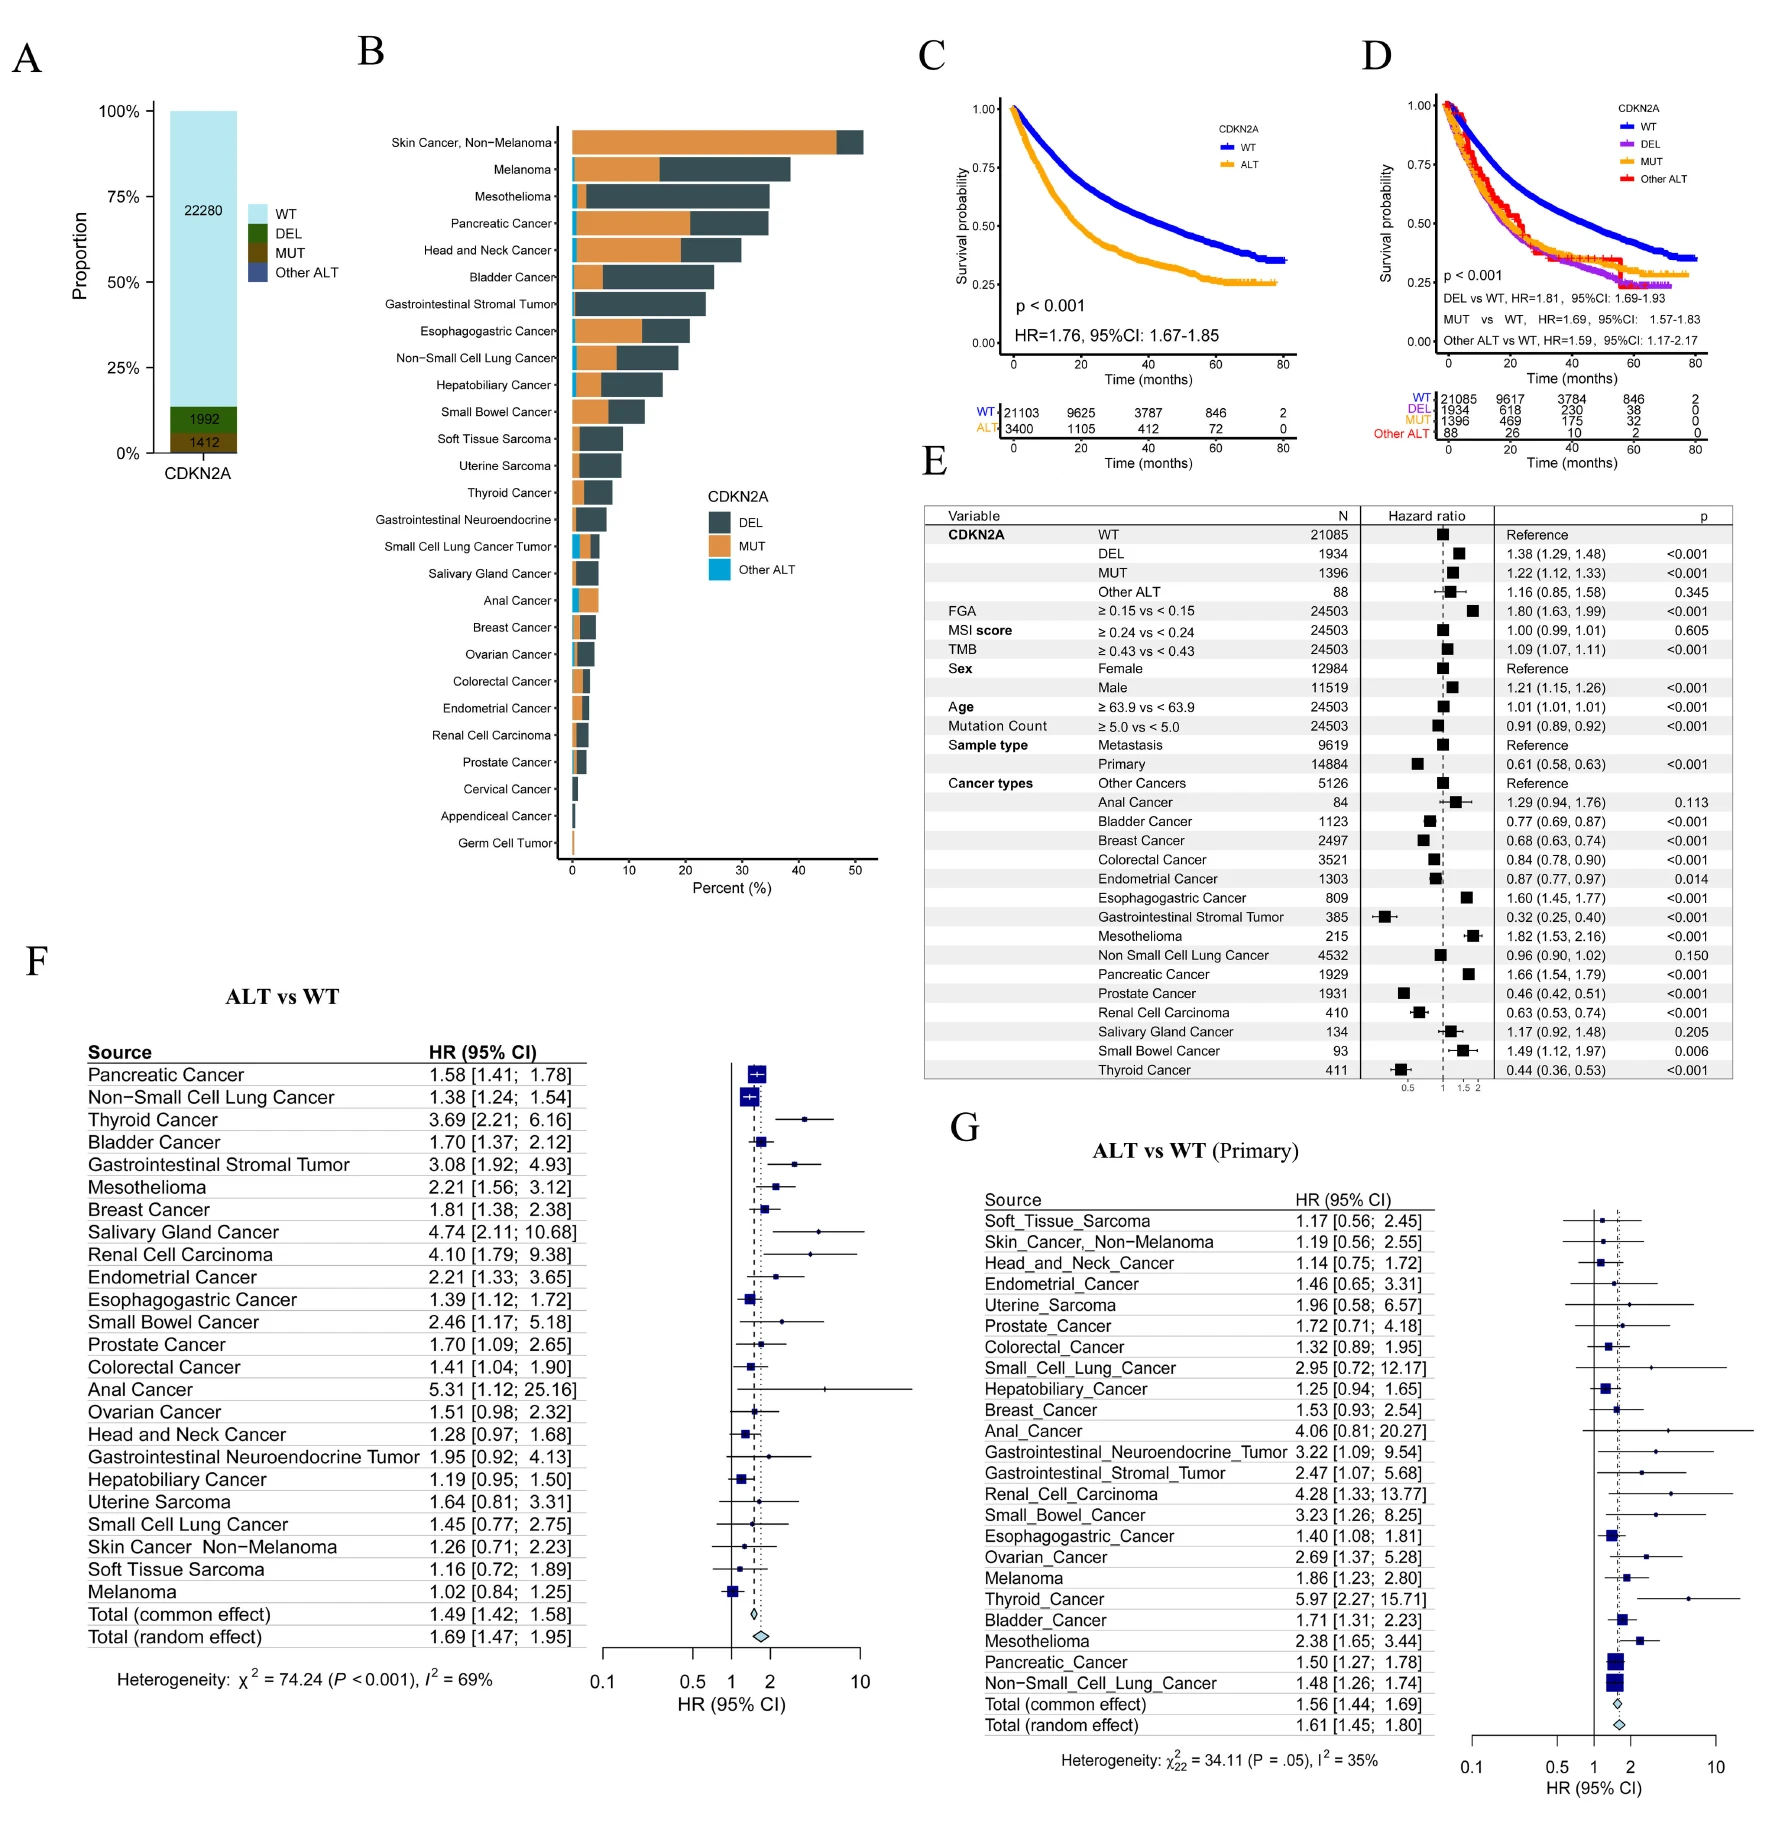 A
100%
75%
50%
25%
0%
Proportion
22280
1992
1412
CDKN2A
WT
DEL
MUT
Other ALT
B
Skin Cancer, Non−Melanoma
Melanoma
Mesothelioma
Pancreatic Cancer
Head and Neck Cancer
Bladder Cancer
Gastrointestinal Stromal Tumor
Esophagogastric Cancer
Non−Small Cell Lung Cancer
Hepatobiliary Cancer
Small Bowel Cancer
Soft Tissue Sarcoma
Uterine Sarcoma
Thyroid Cancer
Gastrointestinal Neuroendocrine
Small Cell Lung Cancer Tumor
Salivary Gland Cancer
Anal Cancer
Breast Cancer
Ovarian Cancer
Colorectal Cancer
Endometrial Cancer
Renal Cell Carcinoma
Prostate Cancer
Cervical Cancer
Appendiceal Cancer
Germ Cell Tumor
0 10 20 30 40 50
Percent (%)
CDKN2A
DEL
MUT
Other ALT
C
1.00
0.75
0.50
0.25
0.00
Survival probability
CDKN2A
WT
ALT
p < 0.001
HR=1.76, 95%CI: 1.67-1.85
0 20 40 60 80
Time (months)
WT 21103 9625 3787 846 2
ALT 3400 1105 412 72 0
0 20 40 60 80
Time (months)
D
1.00
0.75
0.50
0.25
0.00
Survival probability
CDKN2A
WT
DEL
MUT
Other ALT
p < 0.001
DEL vs WT, HR=1.81, 95%CI: 1.69-1.93
MUT vs WT, HR=1.69, 95%CI: 1.57-1.83
Other ALT vs WT, HR=1.59, 95%CI: 1.17-2.17
0 20 40 60 80
Time (months)
WT 21085 9617 3784 846 2
DEL 1934 618 230 38 0
MUT 1396 469 175 32 0
Other ALT 88 26 10 2 0
0 20 40 60 80
Time (months)
E
Variable N Hazard ratio p
CDKN2A WT 21085 Reference
DEL 1934 1.38 (1.29, 1.48) <0.001
MUT 1396 1.22 (1.12, 1.33) <0.001
Other ALT 88 1.16 (0.85, 1.58) 0.345
FGA ≥ 0.15 vs < 0.15 24503 1.80 (1.63, 1.99) <0.001
MSI score ≥ 0.24 vs < 0.24 24503 1.00 (0.99, 1.01) 0.605
TMB ≥ 0.43 vs < 0.43 24503 1.09 (1.07, 1.11) <0.001
Sex Female 12984 Reference
Male 11519 1.21 (1.15, 1.26) <0.001
Age ≥ 63.9 vs < 63.9 24503 1.01 (1.01, 1.01) <0.001
Mutation Count ≥ 5.0 vs < 5.0 24503 0.91 (0.89, 0.92) <0.001
Sample type Metastasis 9619 Reference
Primary 14884 0.61 (0.58, 0.63) <0.001
Cancer types Other Cancers 5126 Reference
Anal Cancer 84 1.29 (0.94, 1.76) 0.113
Bladder Cancer 1123 0.77 (0.69, 0.87) <0.001
Breast Cancer 2497 0.68 (0.63, 0.74) <0.001
Colorectal Cancer 3521 0.84 (0.78, 0.90) <0.001
Endometrial Cancer 1303 0.87 (0.77, 0.97) 0.014
Esophagogastric Cancer 809 1.60 (1.45, 1.77) <0.001
Gastrointestinal Stromal Tumor 385 0.32 (0.25, 0.40) <0.001
Mesothelioma 215 1.82 (1.53, 2.16) <0.001
Non Small Cell Lung Cancer 4532 0.96 (0.90, 1.02) 0.150
Pancreatic Cancer 1929 1.66 (1.54, 1.79) <0.001
Prostate Cancer 1931 0.46 (0.42, 0.51) <0.001
Renal Cell Carcinoma 410 0.63 (0.53, 0.74) <0.001
Salivary Gland Cancer 134 1.17 (0.92, 1.48) 0.205
Small Bowel Cancer 93 1.49 (1.12, 1.97) 0.006
Thyroid Cancer 411 0.44 (0.36, 0.53) <0.001
0.5 1 1.5 2
F
ALT vs WT
Source HR (95% CI)
Pancreatic Cancer 1.58 [1.41; 1.78]
Non−Small Cell Lung Cancer 1.38 [1.24; 1.54]
Thyroid Cancer 3.69 [2.21; 6.16]
Bladder Cancer 1.70 [1.37; 2.12]
Gastrointestinal Stromal Tumor 3.08 [1.92; 4.93]
Mesothelioma 2.21 [1.56; 3.12]
Breast Cancer 1.81 [1.38; 2.38]
Salivary Gland Cancer 4.74 [2.11; 10.68]
Renal Cell Carcinoma 4.10 [1.79; 9.38]
Endometrial Cancer 2.21 [1.33; 3.65]
Esophagogastric Cancer 1.39 [1.12; 1.72]
Small Bowel Cancer 2.46 [1.17; 5.18]
Prostate Cancer 1.70 [1.09; 2.65]
Colorectal Cancer 1.41 [1.04; 1.90]
Anal Cancer 5.31 [1.12; 25.16]
Ovarian Cancer 1.51 [0.98; 2.32]
Head and Neck Cancer 1.28 [0.97; 1.68]
Gastrointestinal Neuroendocrine Tumor 1.95 [0.92; 4.13]
Hepatobiliary Cancer 1.19 [0.95; 1.50]
Uterine Sarcoma 1.64 [0.81; 3.31]
Small Cell Lung Cancer 1.45 [0.77; 2.75]
Skin Cancer Non−Melanoma 1.26 [0.71; 2.23]
Soft Tissue Sarcoma 1.16 [0.72; 1.89]
Melanoma 1.02 [0.84; 1.25]
Total (common effect) 1.49 [1.42; 1.58]
Total (random effect) 1.69 [1.47; 1.95]
Heterogeneity: χ2 = 74.24 (P < 0.001), I2 = 69%
0.1 0.5 1 2 10
HR (95% CI)
G
ALT vs WT (Primary)
Source HR (95% CI)
Soft_Tissue_Sarcoma 1.17 [0.56; 2.45]
Skin_Cancer,_Non−Melanoma 1.19 [0.56; 2.55]
Head_and_Neck_Cancer 1.14 [0.75; 1.72]
Endometrial_Cancer 1.46 [0.65; 3.31]
Uterine_Sarcoma 1.96 [0.58; 6.57]
Prostate_Cancer 1.72 [0.71; 4.18]
Colorectal_Cancer 1.32 [0.89; 1.95]
Small_Cell_Lung_Cancer 2.95 [0.72; 12.17]
Hepatobiliary_Cancer 1.25 [0.94; 1.65]
Breast_Cancer 1.53 [0.93; 2.54]
Anal_Cancer 4.06 [0.81; 20.27]
Gastrointestinal_Neuroendocrine_Tumor 3.22 [1.09; 9.54]
Gastrointestinal_Stromal_Tumor 2.47 [1.07; 5.68]
Renal_Cell_Carcinoma 4.28 [1.33; 13.77]
Small_Bowel_Cancer 3.23 [1.26; 8.25]
Esophagogastric_Cancer 1.40 [1.08; 1.81]
Ovarian_Cancer 2.69 [1.37; 5.28]
Melanoma 1.86 [1.23; 2.80]
Thyroid_Cancer 5.97 [2.27; 15.71]
Bladder_Cancer 1.71 [1.31; 2.23]
Mesothelioma 2.38 [1.65; 3.44]
Pancreatic_Cancer 1.50 [1.27; 1.78]
Non−Small_Cell_Lung_Cancer 1.48 [1.26; 1.74]
Total (common effect) 1.56 [1.44; 1.69]
Total (random effect) 1.61 [1.45; 1.80]
Heterogeneity: χ2 22 = 34.11 (P = .05), I2 = 35%
0.1 0.5 1 2 10
HR (95% CI)